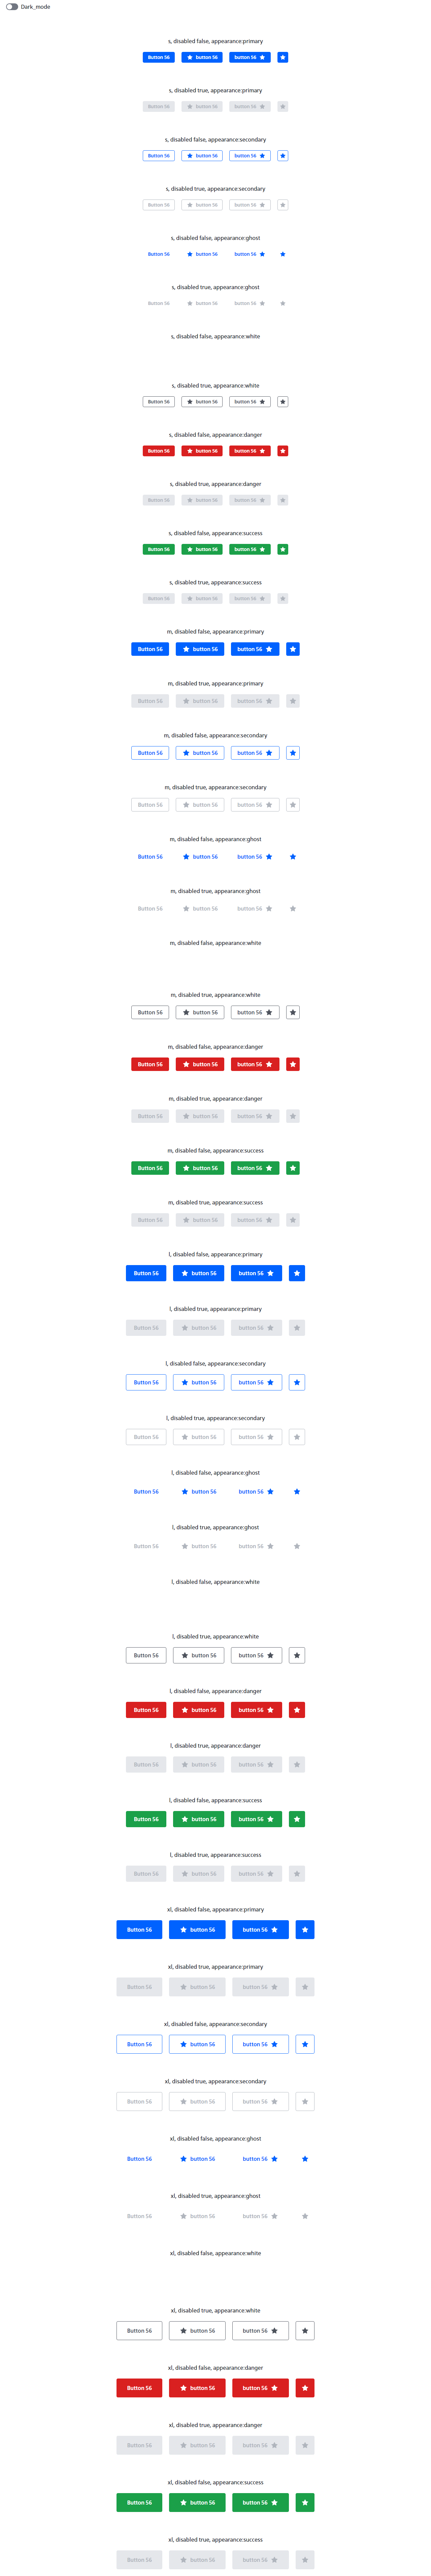 Dark_mode
s, disabled false, appearance:primary
Button 56 button 56 button 56
s, disabled true, appearance:primary
Button 56 button 56 button 56
s, disabled false, appearance:secondary
Button 56 button 56 button 56
s, disabled true, appearance:secondary
Button 56 button 56 button 56
s, disabled false, appearance:ghost
Button 56 button 56 button 56
s, disabled true, appearance:ghost
Button 56 button 56 button 56
s, disabled false, appearance:white
s, disabled true, appearance:white
Button 56 button 56 button 56
s, disabled false, appearance:danger
Button 56 button 56 button 56
s, disabled true, appearance:danger
Button 56 button 56 button 56
s, disabled false, appearance:success
Button 56 button 56 button 56
s, disabled true, appearance:success
Button 56 button 56 button 56
m, disabled false, appearance:primary
Button 56 button 56 button 56
m, disabled true, appearance:primary
Button 56 button 56 button 56
m, disabled false, appearance:secondary
Button 56 button 56 button 56
m, disabled true, appearance:secondary
Button 56 button 56 button 56
m, disabled false, appearance:ghost
Button 56 button 56 button 56
m, disabled true, appearance:ghost
Button 56 button 56 button 56
m, disabled false, appearance:white
m, disabled true, appearance:white
Button 56 button 56 button 56
m, disabled false, appearance:danger
Button 56 button 56 button 56
m, disabled true, appearance:danger
Button 56 button 56 button 56
m, disabled false, appearance:success
Button 56 button 56 button 56
m, disabled true, appearance:success
Button 56 button 56 button 56
l, disabled false, appearance:primary
Button 56 button 56 button 56
l, disabled true, appearance:primary
Button 56 button 56 button 56
l, disabled false, appearance:secondary
Button 56 button 56 button 56
l, disabled true, appearance:secondary
Button 56 button 56 button 56
l, disabled false, appearance:ghost
Button 56 button 56 button 56
l, disabled true, appearance:ghost
Button 56 button 56 button 56
l, disabled false, appearance:white
l, disabled true, appearance:white
Button 56 button 56 button 56
l, disabled false, appearance:danger
Button 56 button 56 button 56
l, disabled true, appearance:danger
Button 56 button 56 button 56
l, disabled false, appearance:success
Button 56 button 56 button 56
l, disabled true, appearance:success
Button 56 button 56 button 56
xl, disabled false, appearance:primary
Button 56 button 56 button 56
xl, disabled true, appearance:primary
Button 56 button 56 button 56
xl, disabled false, appearance:secondary
Button 56 button 56 button 56
xl, disabled true, appearance:secondary
Button 56 button 56 button 56
xl, disabled false, appearance:ghost
Button 56 button 56 button 56
xl, disabled true, appearance:ghost
Button 56 button 56 button 56
xl, disabled false, appearance:white
xl, disabled true, appearance:white
Button 56 button 56 button 56
xl, disabled false, appearance:danger
Button 56 button 56 button 56
xl, disabled true, appearance:danger
Button 56 button 56 button 56
xl, disabled false, appearance:success
Button 56 button 56 button 56
xl, disabled true, appearance:success
Button 56 button 56 button 56